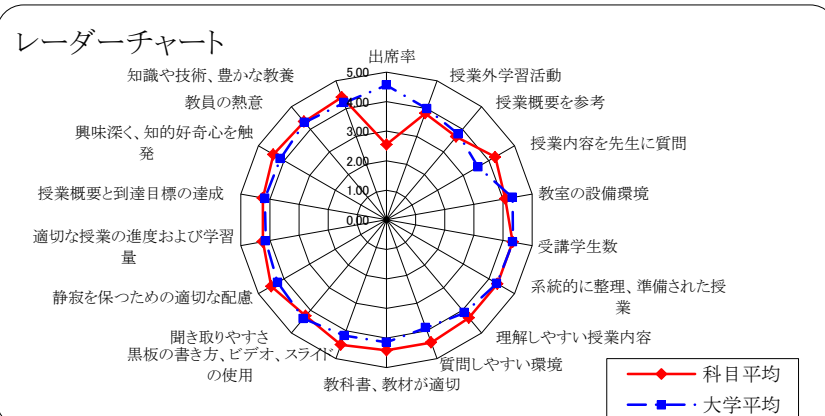 レーダーチャート
出席率
授業外学習活動
授業概要を参考
授業内容を先生に質問
教室の設備環境
受講学生数
系統的に整理、準備された授
業
理解しやすい授業内容
質問しやすい環境
教科書、教材が適切
黒板の書き方、ビデオ、スライド
の使用
聞き取りやすさ
静寂を保つための適切な配慮
適切な授業の進度および学習
量
授業概要と到達目標の達成
興味深く、知的好奇心を触
発
教員の熱意
知識や技術、豊かな教養
5.00
4.00
3.00
2.00
1.00
0.00
科目平均
大学平均